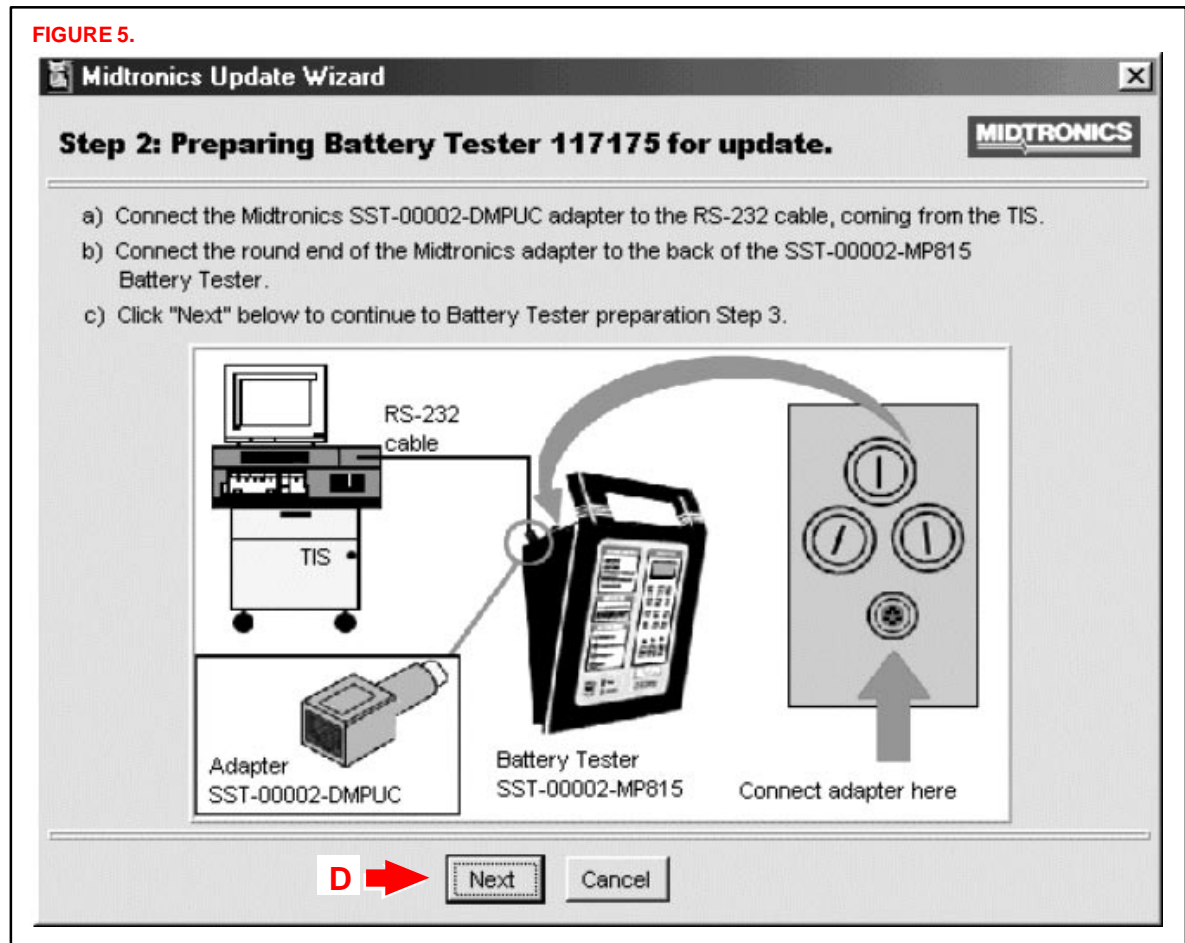 FIGURE 5.
Midtronics Update Wizard
Step 2: Preparing Battery Tester 117175 for update.
MIDTRONICS
a) Connect the Midtronics SST-00002-DMPUC adapter to the RS-232 cable, coming from the TIS.
b) Connect the round end of the Midtronics adapter to the back of the SST-00002-MP815
Battery Tester.
c) Click "Next" below to continue to Battery Tester preparation Step 3.
RS-232
cable
TIS
Adapter
SST-00002-DMPUC
Battery Tester
SST-00002-MP815
Connect adapter here
D
Next
Cancel